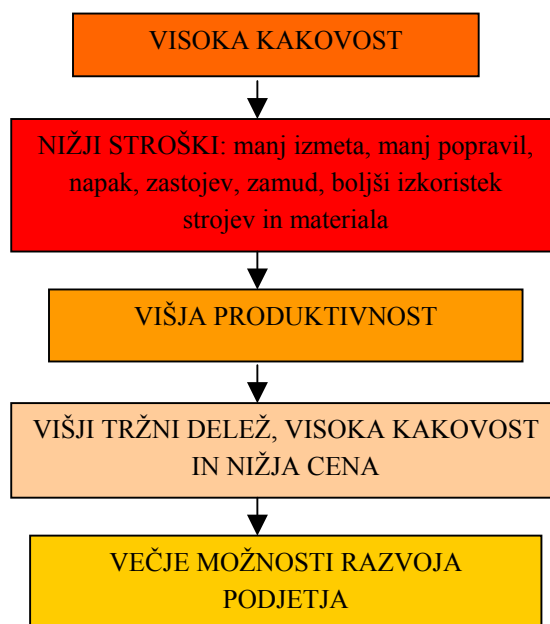 VISOKA KAKOVOST
NIŽJI STROŠKI: manj izmeta, manj popravil,
napak, zastojev, zamud, boljši izkoristek
strojev in materiala
VIŠJA PRODUKTIVNOST
VIŠJI TRŽNI DELEŽ, VISOKA KAKOVOST
IN NIŽJA CENA
VEČJE MOŽNOSTI RAZVOJA
PODJETJA